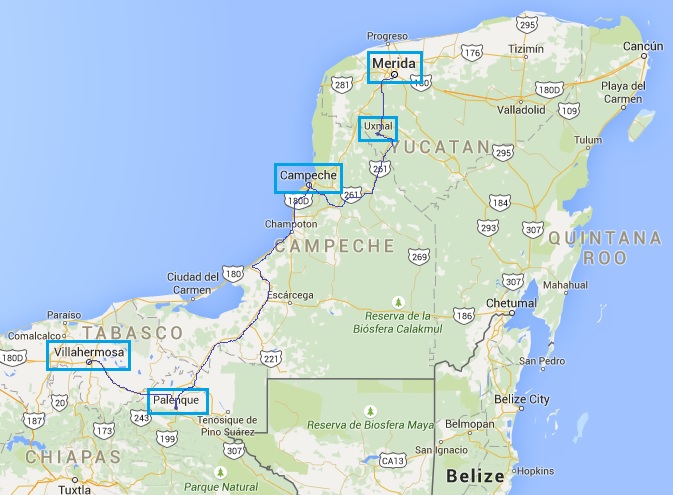 295
Progreso
Tizimín
Cancún
Merida
176
281
180
180D
Playa del
Carmen
Valladolid
109
Uxmal
Tulum
YUCATAN
295
261
Campeche
261
180D
184
Champoton
293
307
QUINTANA
ROO
CAMPECHE
269
180
Ciudad del
Carmen
307
Mahahual
Escárcega
Chetumal
Reserva de la
Biósfera Calakmul
186
Paraiso
TABASCO
Comalcalco
Villahermosa
180D
221
San Pedro
Palenque
Belize City
20
187
243
Tenosique de
Pino Suárez
Reserva de Biosfera Maya
Belmopan
173
199
San Ignacio
CHIAPAS
307
CA13
Belize
Hopkins
Tuxtla
Parque Natural